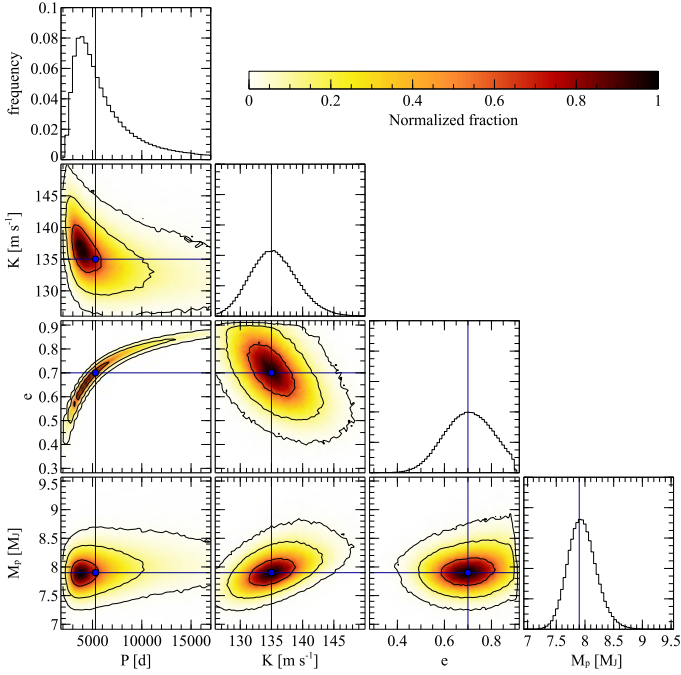 0.1
0.08
0.06
0.04
0.02
0
frequency
0 0.2 0.4 0.6 0.8 1
Normalized fraction
145
140
135
130
K [m s⁻¹]
0.9
0.8
0.7
0.6
0.5
0.4
0.3
e
9.5
9
8.5
8
7.5
7
Mₚ [MJ]
5000 10000 15000
P [d]
130 135 140 145
K [m s⁻¹]
0.4 0.6 0.8
e
7 7.5 8 8.5 9 9.5
Mₚ [MJ]